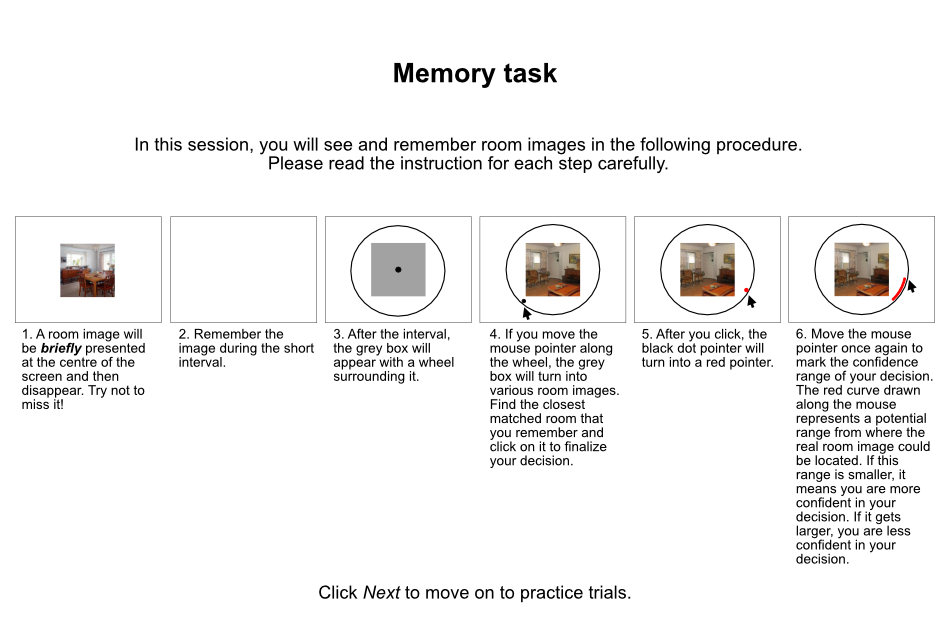 Memory task
In this session, you will see and remember room images in the following procedure.
Please read the instruction for each step carefully.
1. A room image will
be briefly presented
at the centre of the
screen and then
disappear. Try not to
miss it!
2. Remember the
image during the short
interval.
3. After the interval,
the grey box will
appear with a wheel
surrounding it.
4. If you move the
mouse pointer along
the wheel, the grey
box will turn into
various room images.
Find the closest
matched room that
you remember and
click on it to finalize
your decision.
5. After you click, the
black dot pointer will
turn into a red pointer.
6. Move the mouse
pointer once again to
mark the confidence
range of your decision.
The red curve drawn
along the mouse
represents a potential
range from where the
real room image could
be located. If this
range is smaller, it
means you are more
confident in your
decision. If it gets
larger, you are less
confident in your
decision.
Click Next to move on to practice trials.